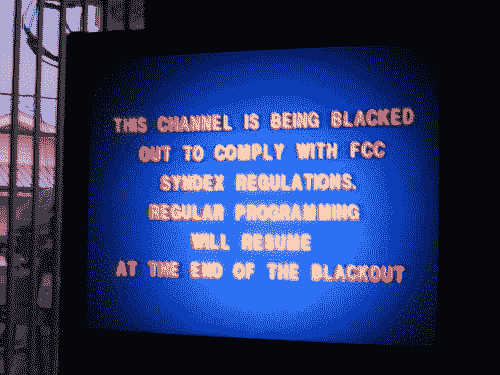 THIS CHANNEL IS BEING BLACKED
OUT TO COMPLY WITH FCC
SYNDEX REGULATIONS.
REGULAR PROGRAMMING
WILL RESUME
AT THE END OF THE BLACKOUT